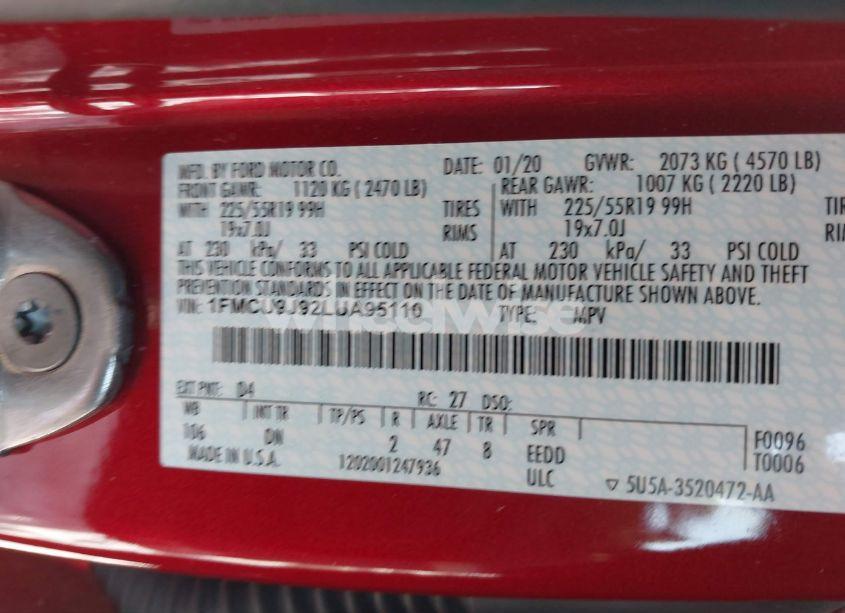 MFD. BY FORD MOTOR CO. DATE: 01/20 GVWR: 2073 KG ( 4570 LB)
FRONT GAWR: 1120 KG ( 2470 LB) REAR GAWR: 1007 KG ( 2220 LB)
WITH 225/55R19 99H TIRES WITH 225/55R19 99H TIR
19x7.0J RIMS 19x7.0J RIM
AT 230 kPa/ 33 PSI COLD AT 230 kPa/ 33 PSI COLD
THIS VEHICLE CONFORMS TO ALL APPLICABLE FEDERAL MOTOR VEHICLE SAFETY AND THEFT
PREVENTION STANDARDS IN EFFECT ON THE DATE OF MANUFACTURE SHOWN ABOVE.
VIN: 1FMCU9J92LUA95110 TYPE: MPV
EXT PNT: D4 RC: 27 DSO:
WB INT TR TP/PS R AXLE TR SPR
106 DN 2 47 8 EEDD F0096
MADE IN U.S.A. 1202001247936 ULC T0006
5U5A-3520472-AA